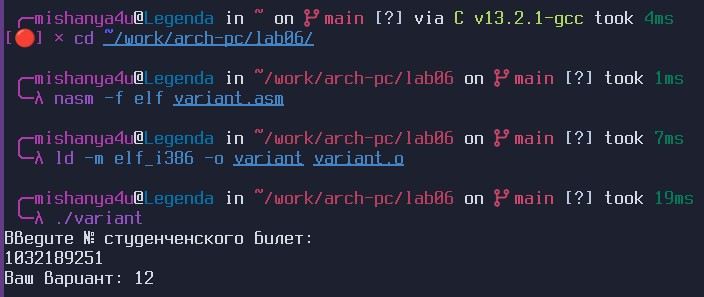 mishanya4u@Legenda in ~ on main [?] via C v13.2.1-gcc took 4ms
[🔴] × cd ~/work/arch-pc/lab06/
mishanya4u@Legenda in ~/work/arch-pc/lab06 on main [?] took 1ms
λ nasm -f elf variant.asm
mishanya4u@Legenda in ~/work/arch-pc/lab06 on main [?] took 7ms
λ ld -m elf_i386 -o variant variant.o
mishanya4u@Legenda in ~/work/arch-pc/lab06 on main [?] took 19ms
λ ./variant
Введите № студенческого билет:
1032189251
Ваш вариант: 12